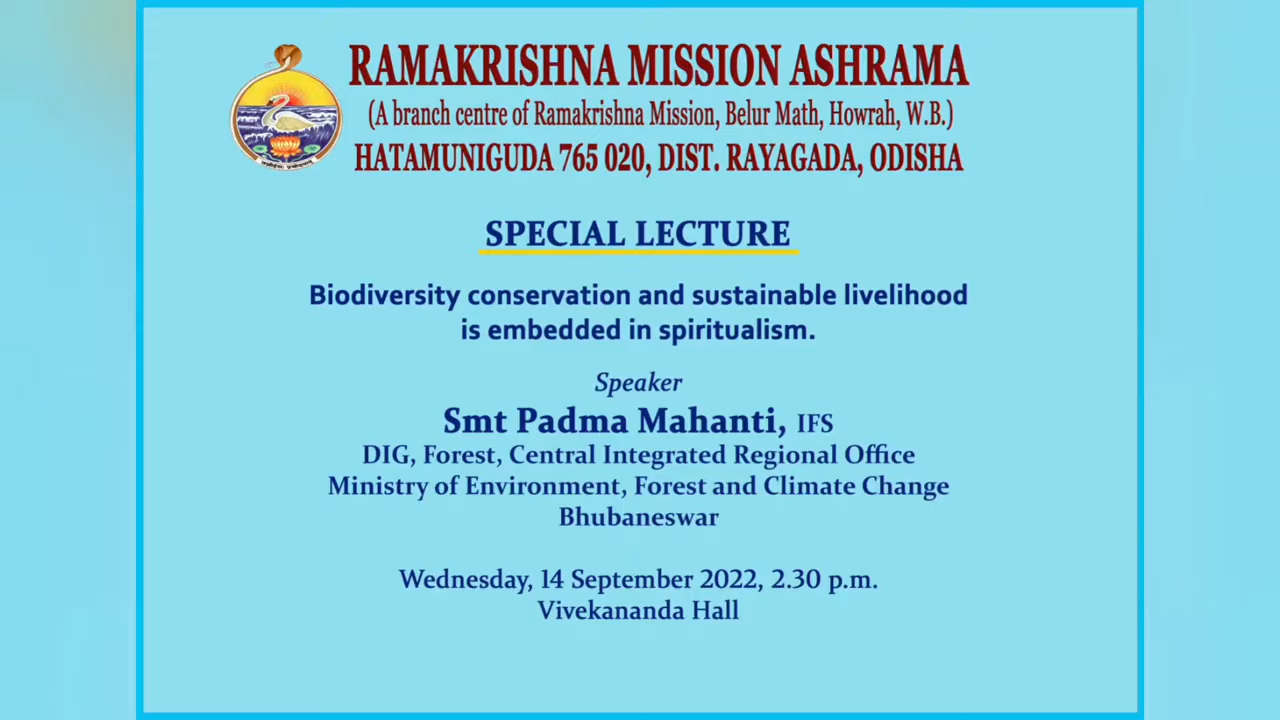 RAMAKRISHNA MISSION ASHRAMA
(A branch centre of Ramakrishna Mission, Belur Math, Howrah, W.B.)
HATAMUNIGUDA 765 020, DIST. RAYAGADA, ODISHA
SPECIAL LECTURE
Biodiversity conservation and sustainable livelihood
is embedded in spiritualism.
Speaker
Smt Padma Mahanti, IFS
DIG, Forest, Central Integrated Regional Office
Ministry of Environment, Forest and Climate Change
Bhubaneswar
Wednesday, 14 September 2022, 2.30 p.m.
Vivekananda Hall